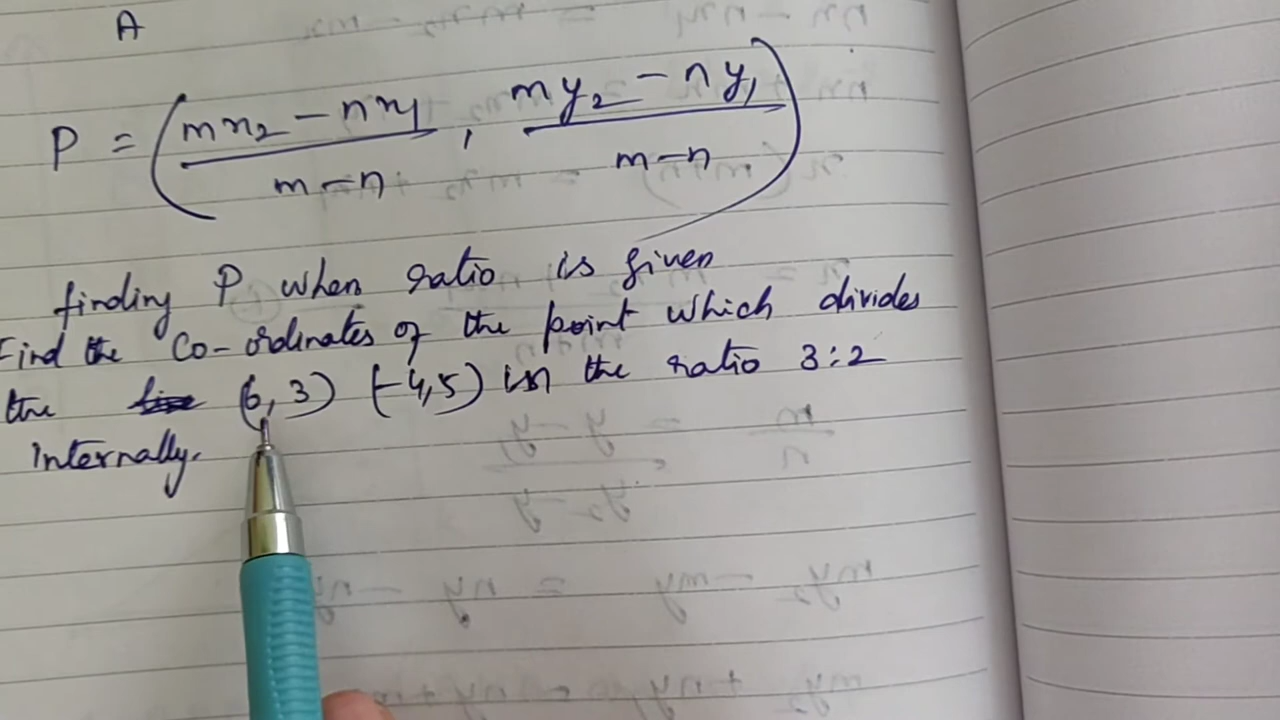 A
P = (mx₂ - nx₁ / m-n , my₂ - ny₁ / m-n)
finding P when ratio is given
Find the Co-ordinates of the point which divides
the (6, 3) (-4,5) in the ratio 3:2
Internally.